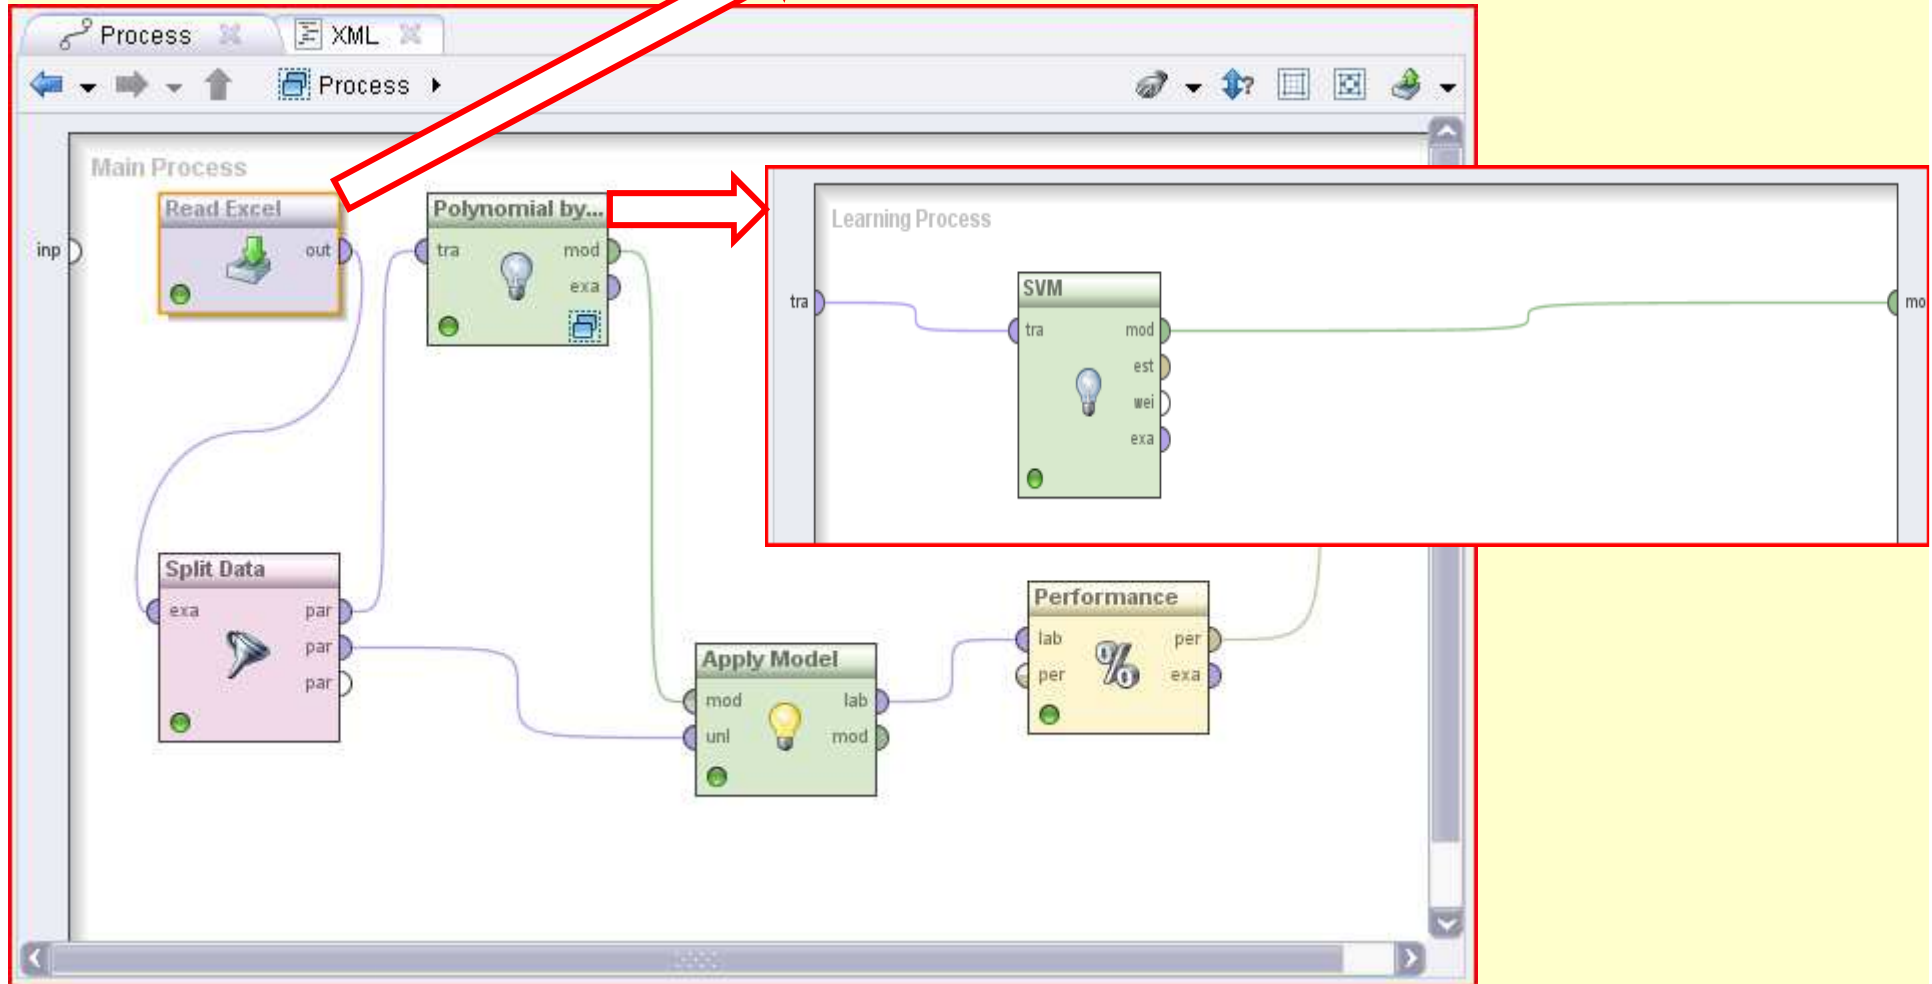 Process
XML
Process
Main Process
Read Excel
out
inp
Polynomial by...
tra
mod
exa
Learning Process
tra
SVM
tra
mod
est
wei
exa
mo
Split Data
exa
par
par
par
Apply Model
mod
lab
unl
mod
Performance
lab
per
per
exa